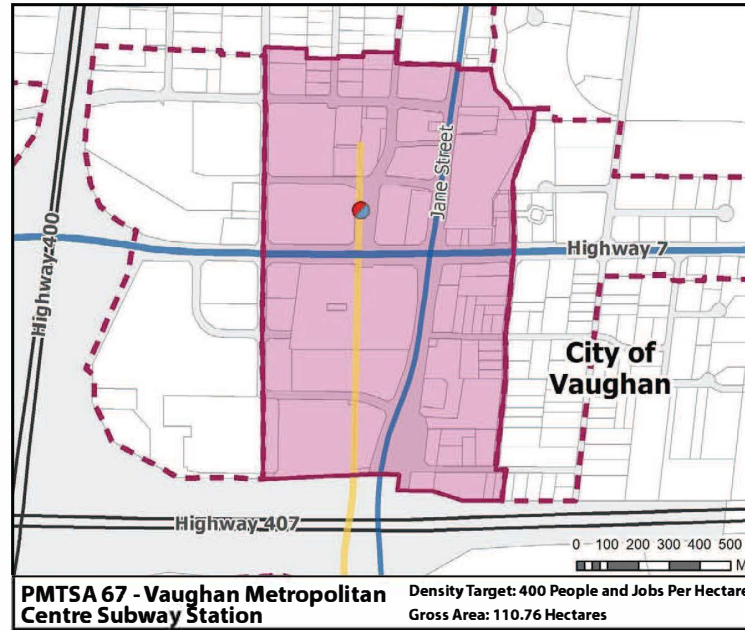 Highway 400
Jane Street
Highway 7
City of
Vaughan
Highway 407
0 100 200 300 400 500
M
PMTSA 67 - Vaughan Metropolitan
Centre Subway Station
Density Target: 400 People and Jobs Per Hectare
Gross Area: 110.76 Hectares